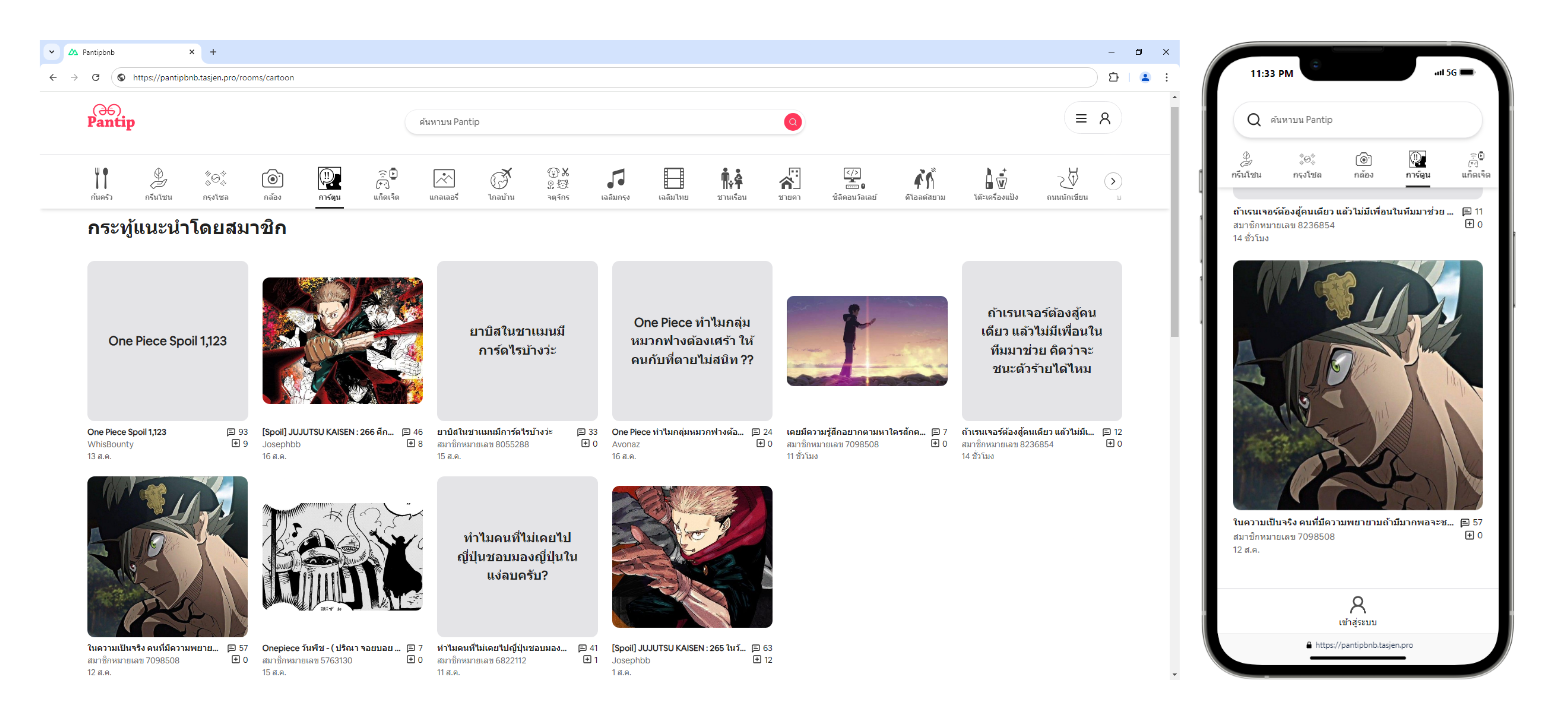 Pantipbnb
https://pantipbnb.tasjen.pro/rooms/cartoon
Pantip
ค้นหาบน Pantip
ก้นครัว
กรีนโซน
กรุงโซล
กล้อง
การ์ตูน
แก็ดเจ็ต
แกลเลอรี่
ไกลบ้าน
จตุจักร
เฉลิมกรุง
เฉลิมไทย
ชานเรือน
ชายคา
ซิลิคอนวัลเลย์
ดิโอลด์สยาม
โต๊ะเครื่องแป้ง
ถนนนักเขียน
กระทู้แนะนำโดยสมาชิก
One Piece Spoil 1,123
ยาบิสในชาแมนมี
การ์ดไรบ้างว่ะ
One Piece ทำไมกลุ่ม
หมวกฟางต้องเศร้า ให้
คนกับที่ตายไม่สนิท ??
ถ้าเรนเจอร์ต้องสู้คน
เดียว แล้วไม่มีเพื่อนใน
ทีมมาช่วย คิดว่าจะ
ชนะตัวร้ายได้ไหม
One Piece Spoil 1,123 93
WhisBounty 9
13 ส.ค.
[Spoil] JUJUTSU KAISEN : 266 ศึก... 46
Josephbb 8
16 ส.ค.
ยาบิสในชาแมนมีการ์ดไรบ้างว่ะ 33
สมาชิกหมายเลข 8055288 0
15 ส.ค.
One Piece ทำไมกลุ่มหมวกฟางต้อ... 24
Avonaz 0
16 ส.ค.
เคยมีความรู้สึกอยากตามหาใครสักค... 7
สมาชิกหมายเลข 7098508 0
11 ชั่วโมง
ถ้าเรนเจอร์ต้องสู้คนเดียว แล้วไม่มีเ... 12
สมาชิกหมายเลข 8236854 0
14 ชั่วโมง
ทำไมคนที่ไม่เคยไป
ญี่ปุ่นชอบมองญี่ปุ่นใน
แง่ลบครับ?
ในความเป็นจริง คนที่มีความพยาย... 57
สมาชิกหมายเลข 7098508 0
12 ส.ค.
Onepiece วันพีช - ( ปริศนา จอยบอย ... 7
สมาชิกหมายเลข 5763130 0
15 ส.ค.
ทำไมคนที่ไม่เคยไปญี่ปุ่นชอบมอง... 41
สมาชิกหมายเลข 6822112 1
11 ส.ค.
[Spoil] JUJUTSU KAISEN : 265 ในวั... 63
Josephbb 12
1 ส.ค.
11:33 PM
5G
ค้นหาบน Pantip
กรีนโซน
กรุงโซล
กล้อง
การ์ตูน
แก็ดเจ็ต
ถ้าเรนเจอร์ต้องสู้คนเดียว แล้วไม่มีเพื่อนในทีมมาช่วย ... 11
สมาชิกหมายเลข 8236854 0
14 ชั่วโมง
ในความเป็นจริง คนที่มีความพยายามถ้ามีมากพอจะช... 57
สมาชิกหมายเลข 7098508 0
12 ส.ค.
เข้าสู่ระบบ
https://pantipbnb.tasjen.pro